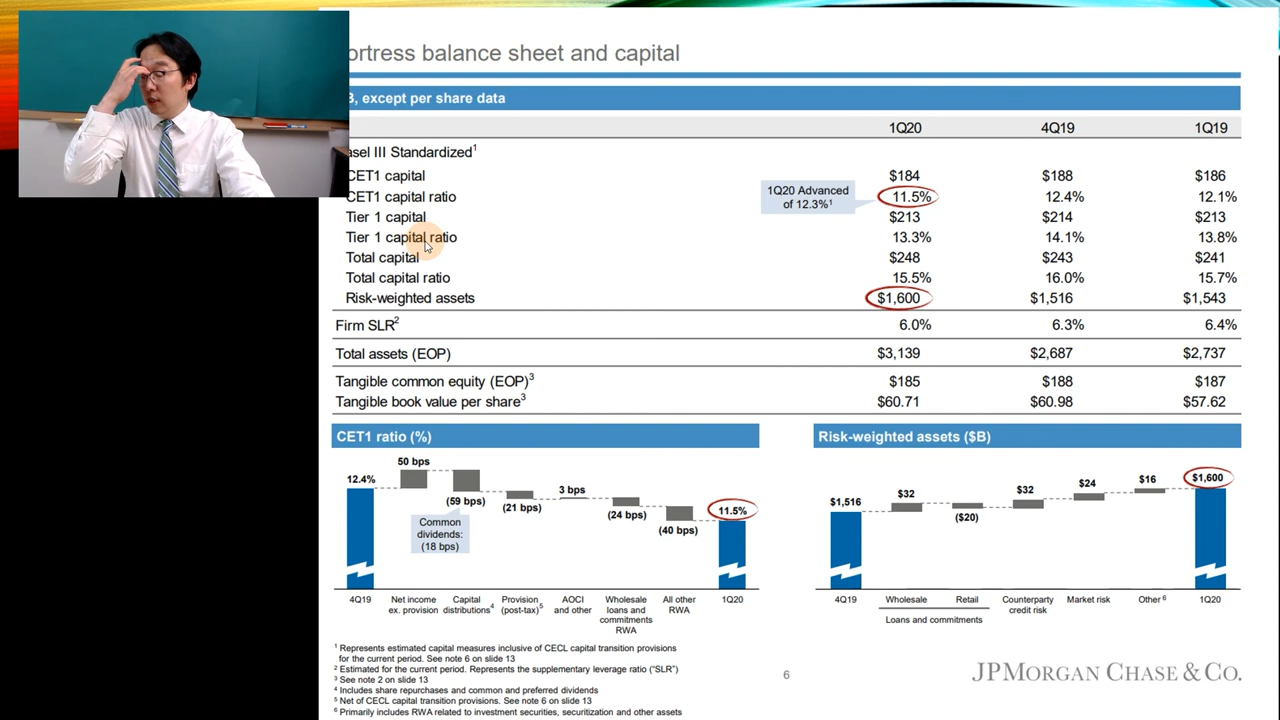 ortress balance sheet and capital
B, except per share data
1Q20 4Q19 1Q19
asel III Standardized1
CET1 capital $184 $188 $186
CET1 capital ratio 11.5% 12.4% 12.1%
1Q20 Advanced
of 12.3%1
Tier 1 capital $213 $214 $213
Tier 1 capital ratio 13.3% 14.1% 13.8%
Total capital $248 $243 $241
Total capital ratio 15.5% 16.0% 15.7%
Risk-weighted assets $1,600 $1,516 $1,543
Firm SLR2 6.0% 6.3% 6.4%
Total assets (EOP) $3,139 $2,687 $2,737
Tangible common equity (EOP)3 $185 $188 $187
Tangible book value per share3 $60.71 $60.98 $57.62
CET1 ratio (%)
12.4%
50 bps
(59 bps)
Common
dividends:
(18 bps)
(21 bps)
3 bps
(24 bps)
(40 bps)
11.5%
4Q19
Net income
ex. provision
Capital
distributions4
Provision
(post-tax)5
AOCI
and other
Wholesale
loans and
commitments
RWA
All other
RWA
1Q20
Risk-weighted assets ($B)
$1,516
$32
($20)
$32
$24
$16
$1,600
4Q19
Wholesale
Retail
Loans and commitments
Counterparty
credit risk
Market risk
Other 6
1Q20
1 Represents estimated capital measures inclusive of CECL capital transition provisions
for the current period. See note 6 on slide 13
2 Estimated for the current period. Represents the supplementary leverage ratio ("SLR")
3 See note 2 on slide 13
4 Includes share repurchases and common and preferred dividends
5 Net of CECL capital transition provisions. See note 6 on slide 13
6 Primarily includes RWA related to investment securities, securitization and other assets
6
JPMORGAN CHASE & CO.